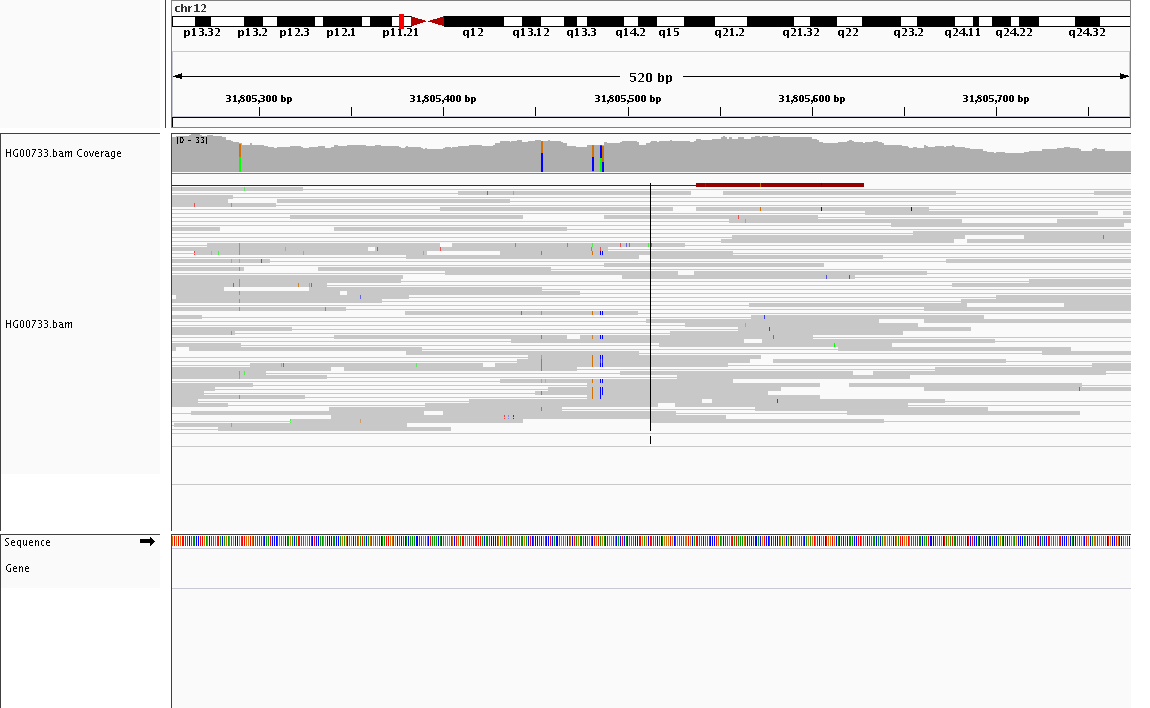 chr12
p13.32 p13.2 p12.3 p12.1 p11.21 q12 q13.12 q13.3 q14.2 q15 q21.2 q21.32 q22 q23.2 q24.11 q24.22 q24.32
520 bp
31,805,300 bp 31,805,400 bp 31,805,500 bp 31,805,600 bp 31,805,700 bp
[0 - 33]
HG00733.bam Coverage
HG00733.bam
Sequence
Gene